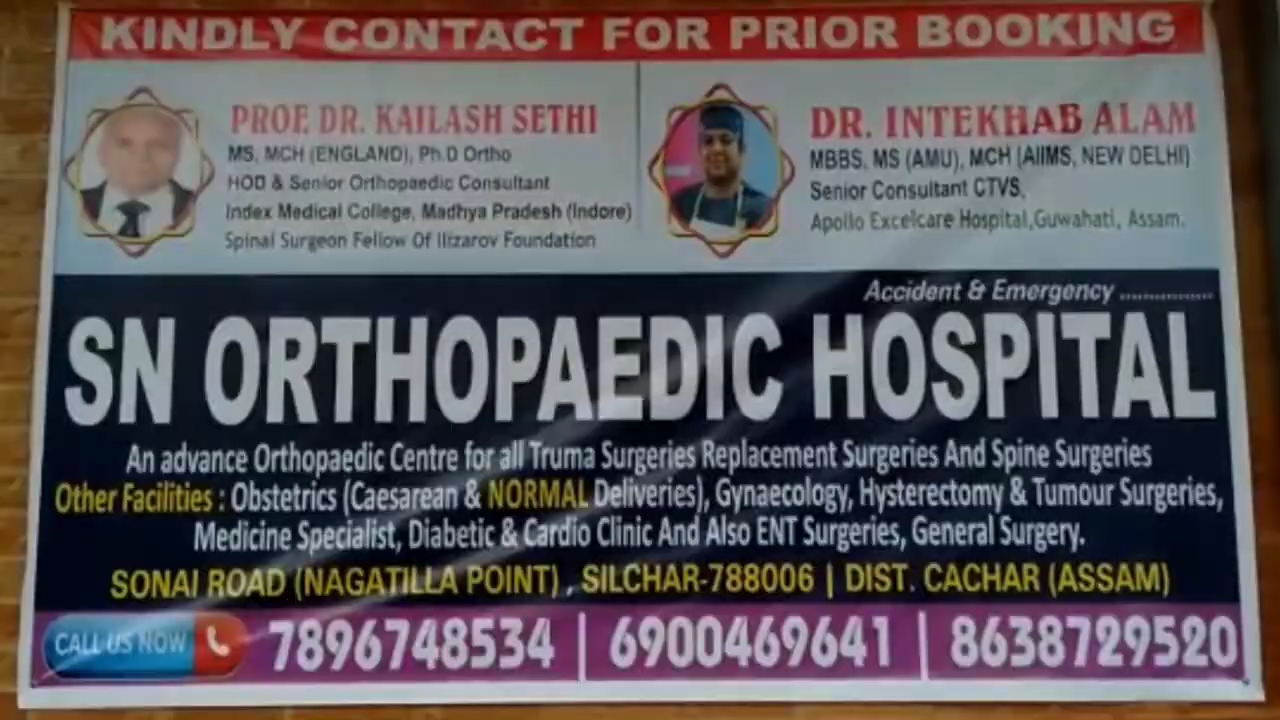 KINDLY CONTACT FOR PRIOR BOOKING
PROF. DR. KAILASH SETHI
MS, MCH (ENGLAND), Ph.D Ortho
HOD & Senior Orthopaedic Consultant
Index Medical College, Madhya Pradesh (Indore)
Spinal Surgeon Fellow Of Ilizarov Foundation
DR. INTEKHAB ALAM
MBBS, MS (AMU), MCH (AIIMS, NEW DELHI)
Senior Consultant CTVS,
Apollo Excelcare Hospital,Guwahati, Assam.
Accident & Emergency ................
SN ORTHOPAEDIC HOSPITAL
An advance Orthopaedic Centre for all Truma Surgeries Replacement Surgeries And Spine Surgeries
Other Facilities : Obstetrics (Caesarean & NORMAL Deliveries), Gynaecology, Hysterectomy & Tumour Surgeries,
Medicine Specialist, Diabetic & Cardio Clinic And Also ENT Surgeries, General Surgery.
SONAI ROAD (NAGATILLA POINT) , SILCHAR-788006 | DIST. CACHAR (ASSAM)
CALL US NOW 7896748534 | 6900469641 | 8638729520